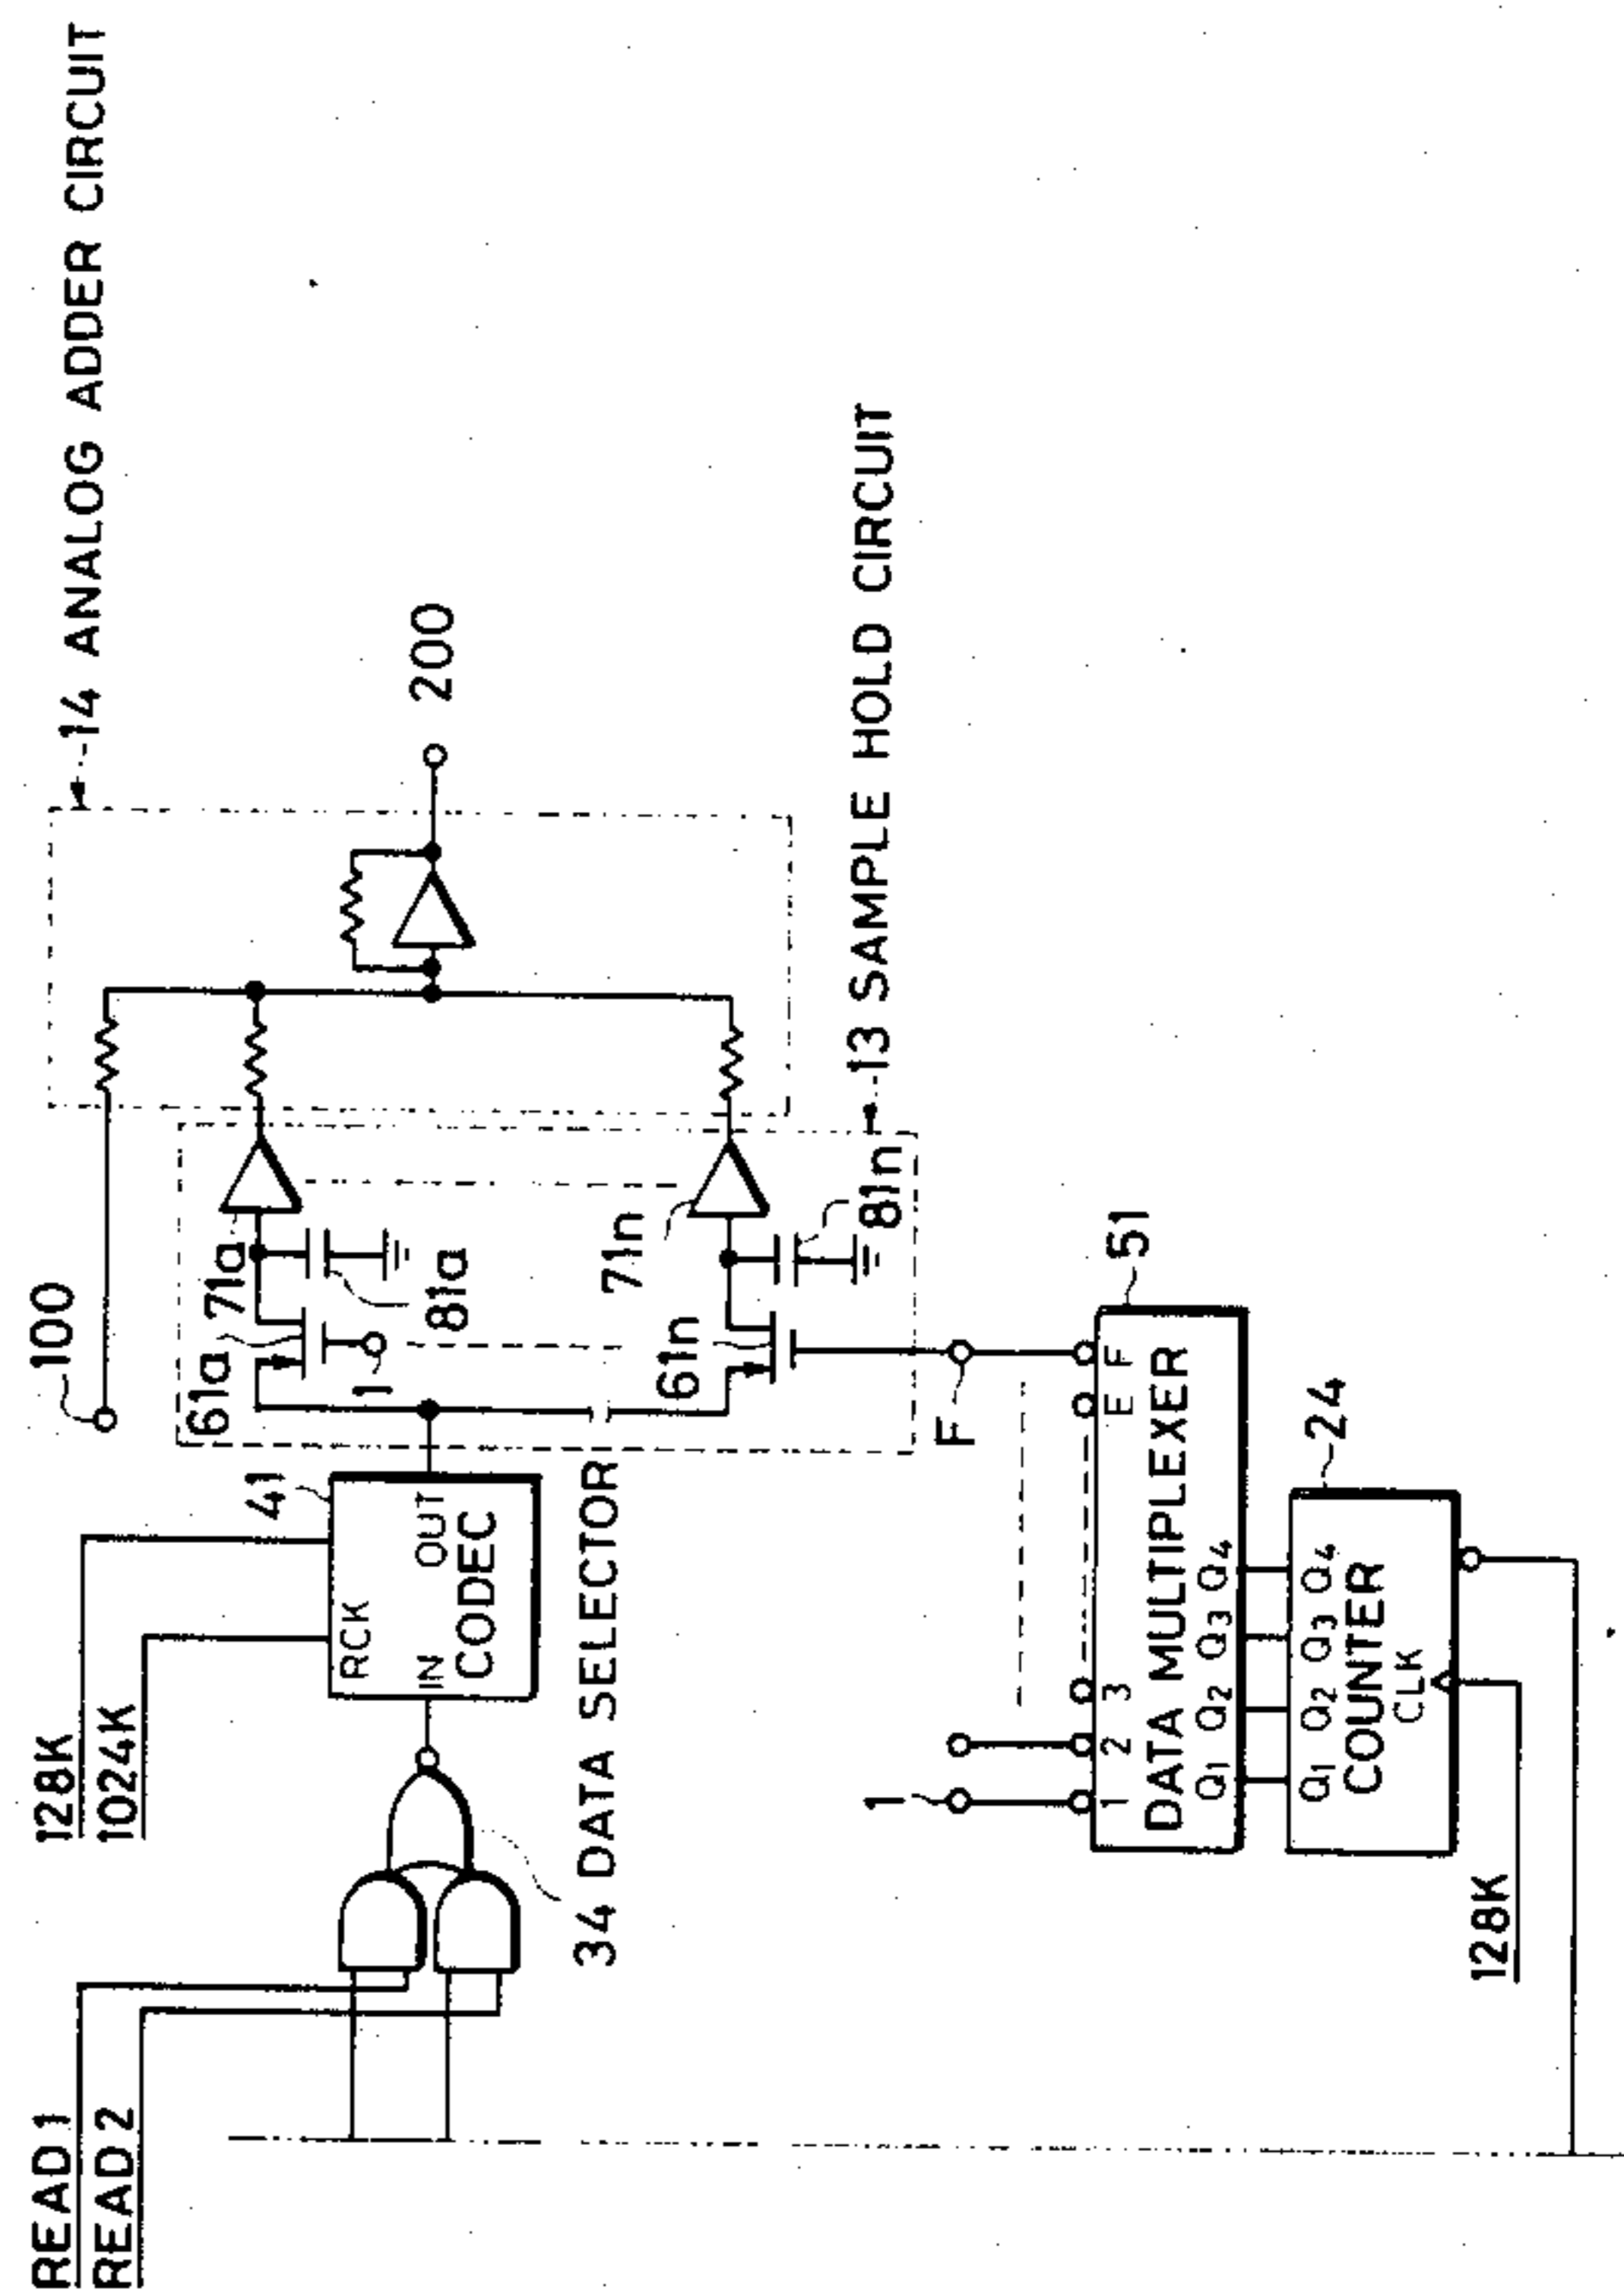 READ 1
READ 2
128K
1024K
34 DATA SELECTOR
RCK
IN
OUT
CODEC
41
100
61a
71a
81a
1
61n
71n
81n
13 SAMPLE HOLD CIRCUIT
14 ANALOG ADDER CIRCUIT
200
F
1
1 2 3 E F
DATA MULTIPLEXER
51
Q1 Q2 Q3 Q4
Q1 Q2 Q3 Q4
COUNTER
CLK
24
128K